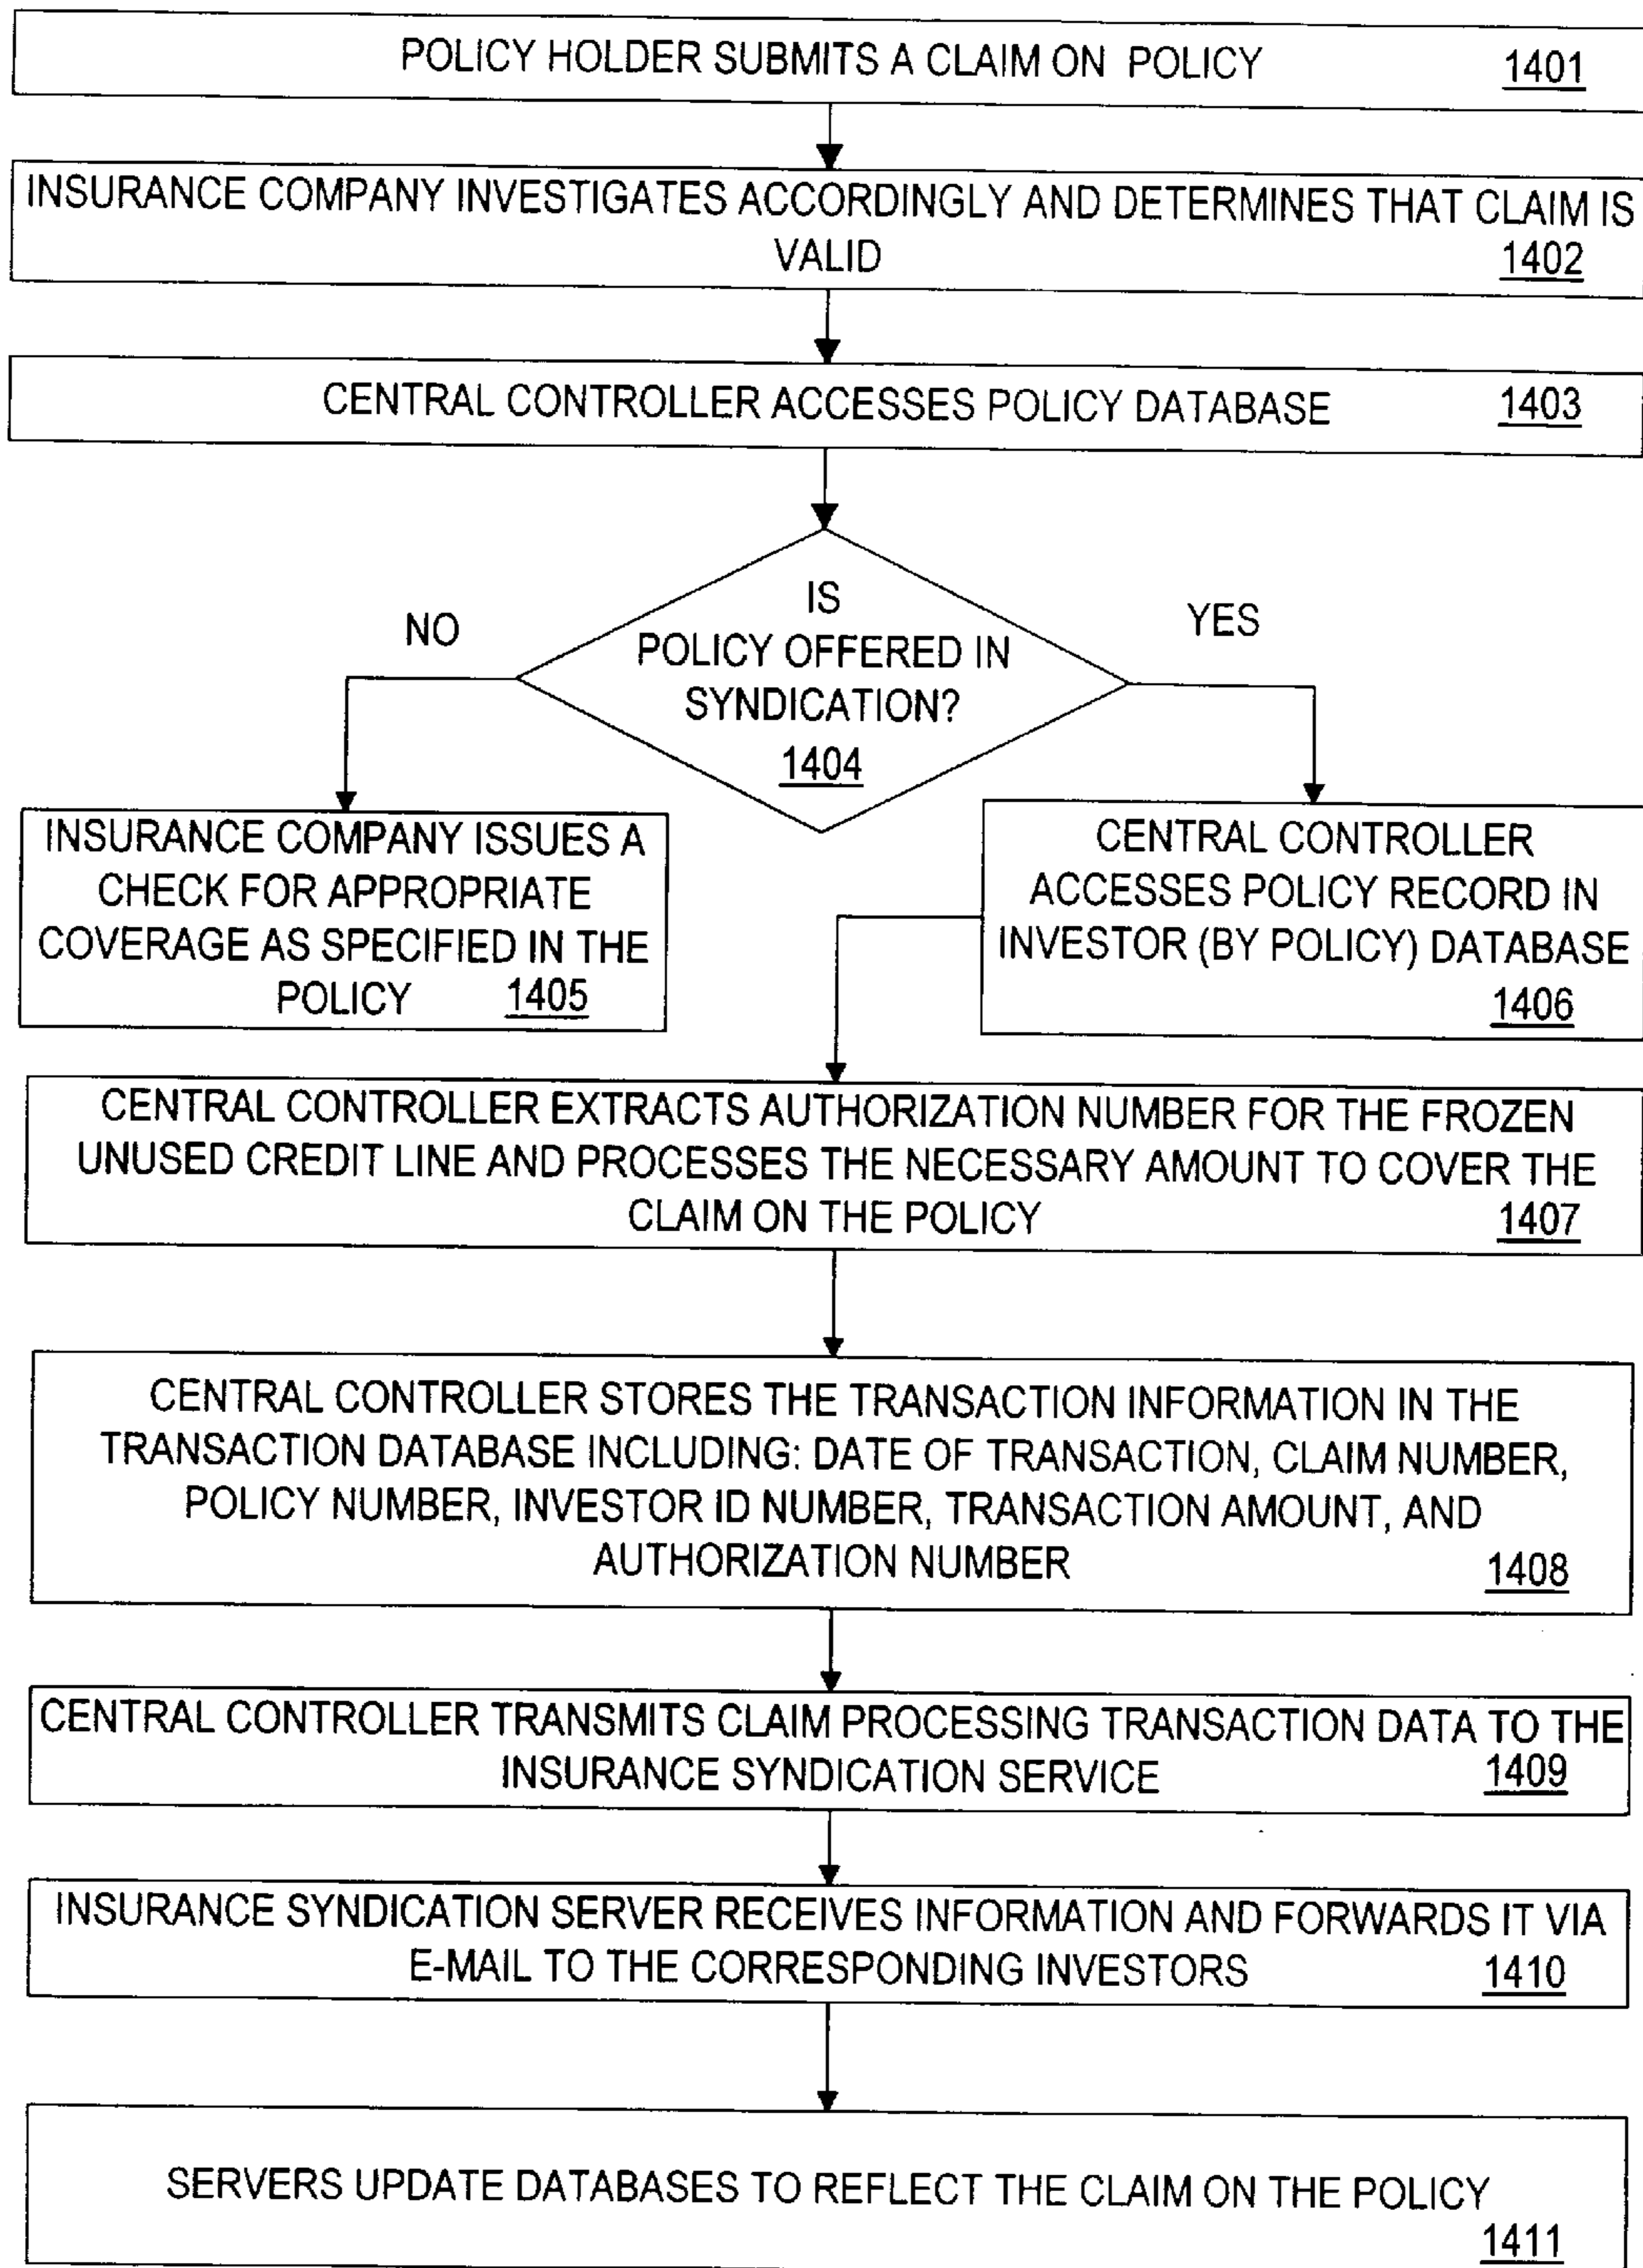 POLICY HOLDER SUBMITS A CLAIM ON POLICY 1401
INSURANCE COMPANY INVESTIGATES ACCORDINGLY AND DETERMINES THAT CLAIM IS
VALID 1402
CENTRAL CONTROLLER ACCESSES POLICY DATABASE 1403
IS
POLICY OFFERED IN
SYNDICATION?
1404
NO
YES
INSURANCE COMPANY ISSUES A
CHECK FOR APPROPRIATE
COVERAGE AS SPECIFIED IN THE
POLICY 1405
CENTRAL CONTROLLER
ACCESSES POLICY RECORD IN
INVESTOR (BY POLICY) DATABASE
1406
CENTRAL CONTROLLER EXTRACTS AUTHORIZATION NUMBER FOR THE FROZEN
UNUSED CREDIT LINE AND PROCESSES THE NECESSARY AMOUNT TO COVER THE
CLAIM ON THE POLICY 1407
CENTRAL CONTROLLER STORES THE TRANSACTION INFORMATION IN THE
TRANSACTION DATABASE INCLUDING: DATE OF TRANSACTION, CLAIM NUMBER,
POLICY NUMBER, INVESTOR ID NUMBER, TRANSACTION AMOUNT, AND
AUTHORIZATION NUMBER 1408
CENTRAL CONTROLLER TRANSMITS CLAIM PROCESSING TRANSACTION DATA TO THE
INSURANCE SYNDICATION SERVICE 1409
INSURANCE SYNDICATION SERVER RECEIVES INFORMATION AND FORWARDS IT VIA
E-MAIL TO THE CORRESPONDING INVESTORS 1410
SERVERS UPDATE DATABASES TO REFLECT THE CLAIM ON THE POLICY
1411